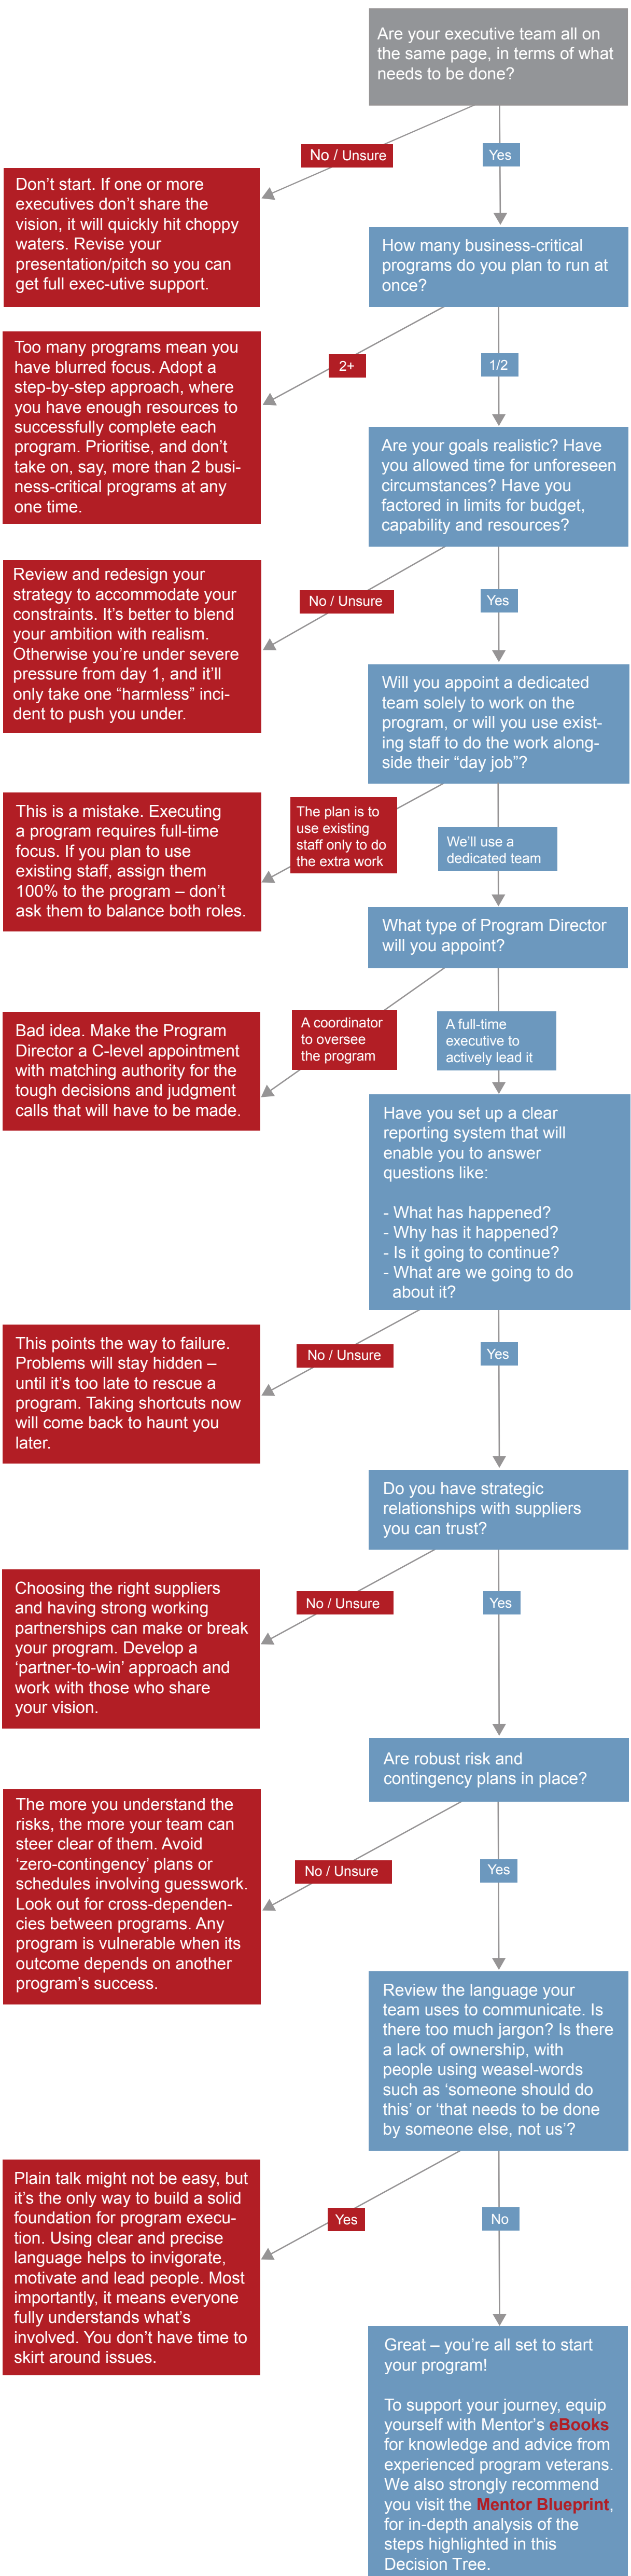 Are your executive team all on
the same page, in terms of what
needs to be done?
No / Unsure
Yes
Don’t start. If one or more
executives don’t share the
vision, it will quickly hit choppy
waters. Revise your
presentation/pitch so you can
get full exec-utive support.
How many business-critical
programs do you plan to run at
once?
2+
1/2
Too many programs mean you
have blurred focus. Adopt a
step-by-step approach, where
you have enough resources to
successfully complete each
program. Prioritise, and don’t
take on, say, more than 2 busi-
ness-critical programs at any
one time.
Are your goals realistic? Have
you allowed time for unforeseen
circumstances? Have you
factored in limits for budget,
capability and resources?
No / Unsure
Yes
Review and redesign your
strategy to accommodate your
constraints. It’s better to blend
your ambition with realism.
Otherwise you’re under severe
pressure from day 1, and it’ll
only take one “harmless” inci-
dent to push you under.
Will you appoint a dedicated
team solely to work on the
program, or will you use exist-
ing staff to do the work along-
side their “day job”?
The plan is to
use existing
staff only to do
the extra work
We’ll use a
dedicated team
This is a mistake. Executing
a program requires full-time
focus. If you plan to use
existing staff, assign them
100% to the program – don’t
ask them to balance both roles.
What type of Program Director
will you appoint?
A coordinator
to oversee
the program
A full-time
executive to
actively lead it
Bad idea. Make the Program
Director a C-level appointment
with matching authority for the
tough decisions and judgment
calls that will have to be made.
Have you set up a clear
reporting system that will
enable you to answer
questions like:
- What has happened?
- Why has it happened?
- Is it going to continue?
- What are we going to do
about it?
No / Unsure
Yes
This points the way to failure.
Problems will stay hidden –
until it’s too late to rescue a
program. Taking shortcuts now
will come back to haunt you
later.
Do you have strategic
relationships with suppliers
you can trust?
No / Unsure
Yes
Choosing the right suppliers
and having strong working
partnerships can make or break
your program. Develop a
‘partner-to-win’ approach and
work with those who share
your vision.
Are robust risk and
contingency plans in place?
No / Unsure
Yes
The more you understand the
risks, the more your team can
steer clear of them. Avoid
‘zero-contingency’ plans or
schedules involving guesswork.
Look out for cross-dependen-
cies between programs. Any
program is vulnerable when its
outcome depends on another
program’s success.
Review the language your
team uses to communicate. Is
there too much jargon? Is there
a lack of ownership, with
people using weasel-words
such as ‘someone should do
this’ or ‘that needs to be done
by someone else, not us’?
Yes
No
Plain talk might not be easy, but
it’s the only way to build a solid
foundation for program execu-
tion. Using clear and precise
language helps to invigorate,
motivate and lead people. Most
importantly, it means everyone
fully understands what’s
involved. You don’t have time to
skirt around issues.
Great – you’re all set to start
your program!
To support your journey, equip
yourself with Mentor’s eBooks
for knowledge and advice from
experienced program veterans.
We also strongly recommend
you visit the Mentor Blueprint,
for in-depth analysis of the
steps highlighted in this
Decision Tree.